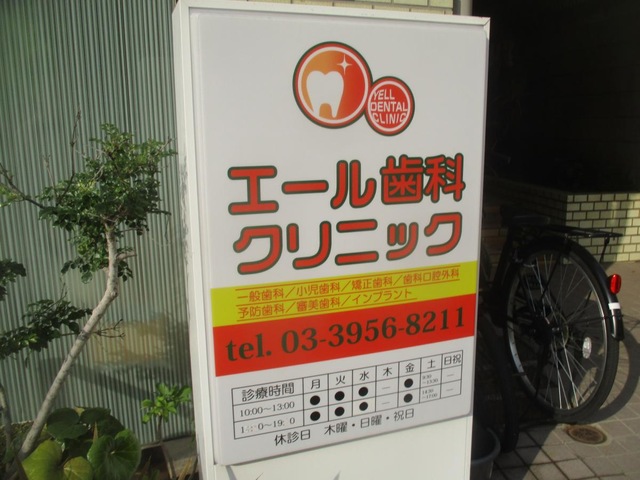 YELL
DENTAL
CLINIC
エール歯科
クリニック
一般歯科／小児歯科／矯正歯科／歯科口腔外科
予防歯科／審美歯科／インプラント
tel. 03-3956-8211
診療時間 月 火 水 木 金 土 日祝
10:00～13:00 ● ● ● — ● —
● ● ● — ● —
休診日 木曜・日曜・祝日